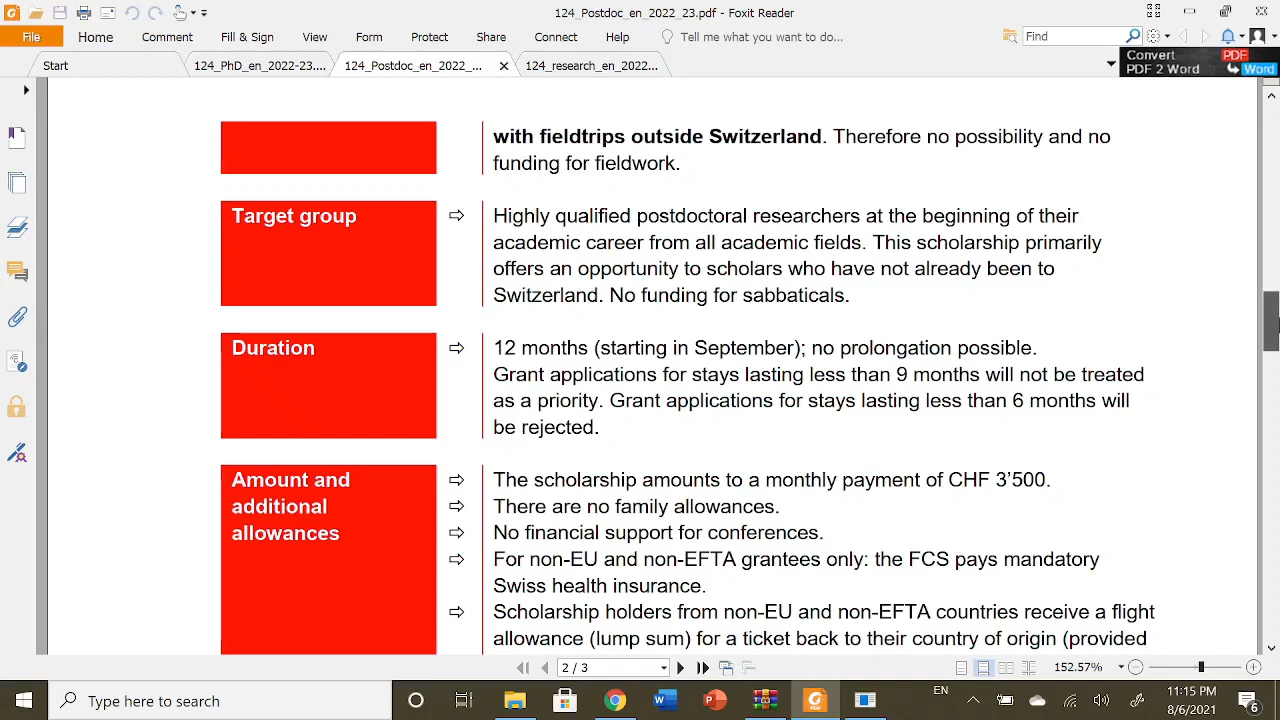 124_Postdoc_en_2022_23.pdf - Foxit Reader
File Home Comment Fill & Sign View Form Protect Share Connect Help Tell me what you want to do... Find
Start 124_PhD_en_2022-23.... 124_Postdoc_en_2022_... ×
Convert PDF
PDF 2 Word Word
with fieldtrips outside Switzerland. Therefore no possibility and no
funding for fieldwork.
Target group ⇨ Highly qualified postdoctoral researchers at the beginning of their
academic career from all academic fields. This scholarship primarily
offers an opportunity to scholars who have not already been to
Switzerland. No funding for sabbaticals.
Duration ⇨ 12 months (starting in September); no prolongation possible.
Grant applications for stays lasting less than 9 months will not be treated
as a priority. Grant applications for stays lasting less than 6 months will
be rejected.
Amount and ⇨ The scholarship amounts to a monthly payment of CHF 3’500.
additional ⇨ There are no family allowances.
allowances ⇨ No financial support for conferences.
⇨ For non-EU and non-EFTA grantees only: the FCS pays mandatory
Swiss health insurance.
⇨ Scholarship holders from non-EU and non-EFTA countries receive a flight
allowance (lump sum) for a ticket back to their country of origin (provided
2 / 3 152.57%
Type here to search EN 11:15 PM
8/6/2021 6